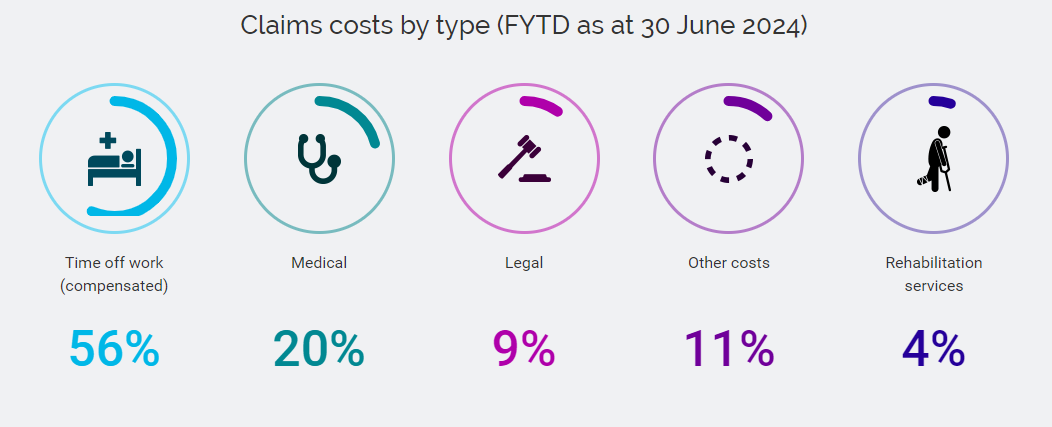 Claims costs by type (FYTD as at 30 June 2024)
Time off work
(compensated)
56%
Medical
20%
Legal
9%
Other costs
11%
Rehabilitation
services
4%